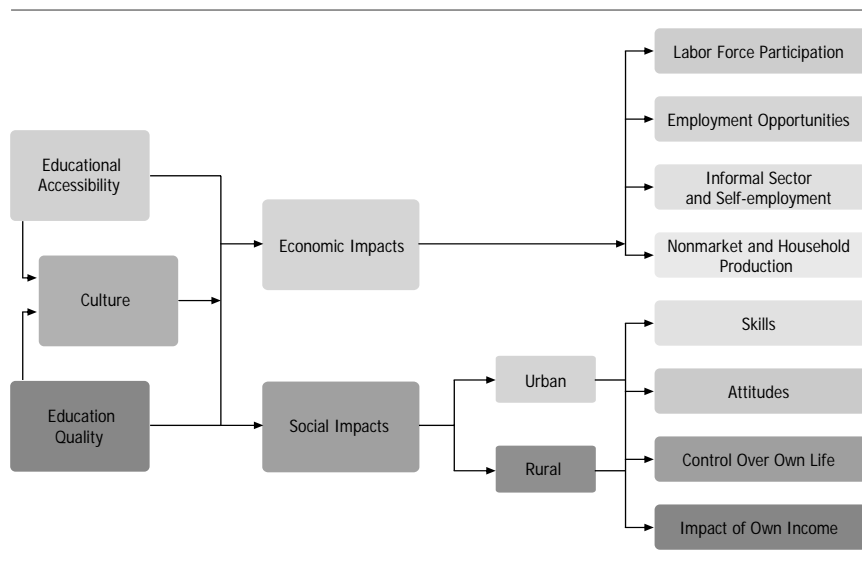 Labor Force Participation
Employment Opportunities
Educational
Accessibility
Informal Sector
and Self-employment
Economic Impacts
Nonmarket and Household
Production
Culture
Skills
Urban
Attitudes
Education
Quality
Social Impacts
Rural
Control Over Own Life
Impact of Own Income